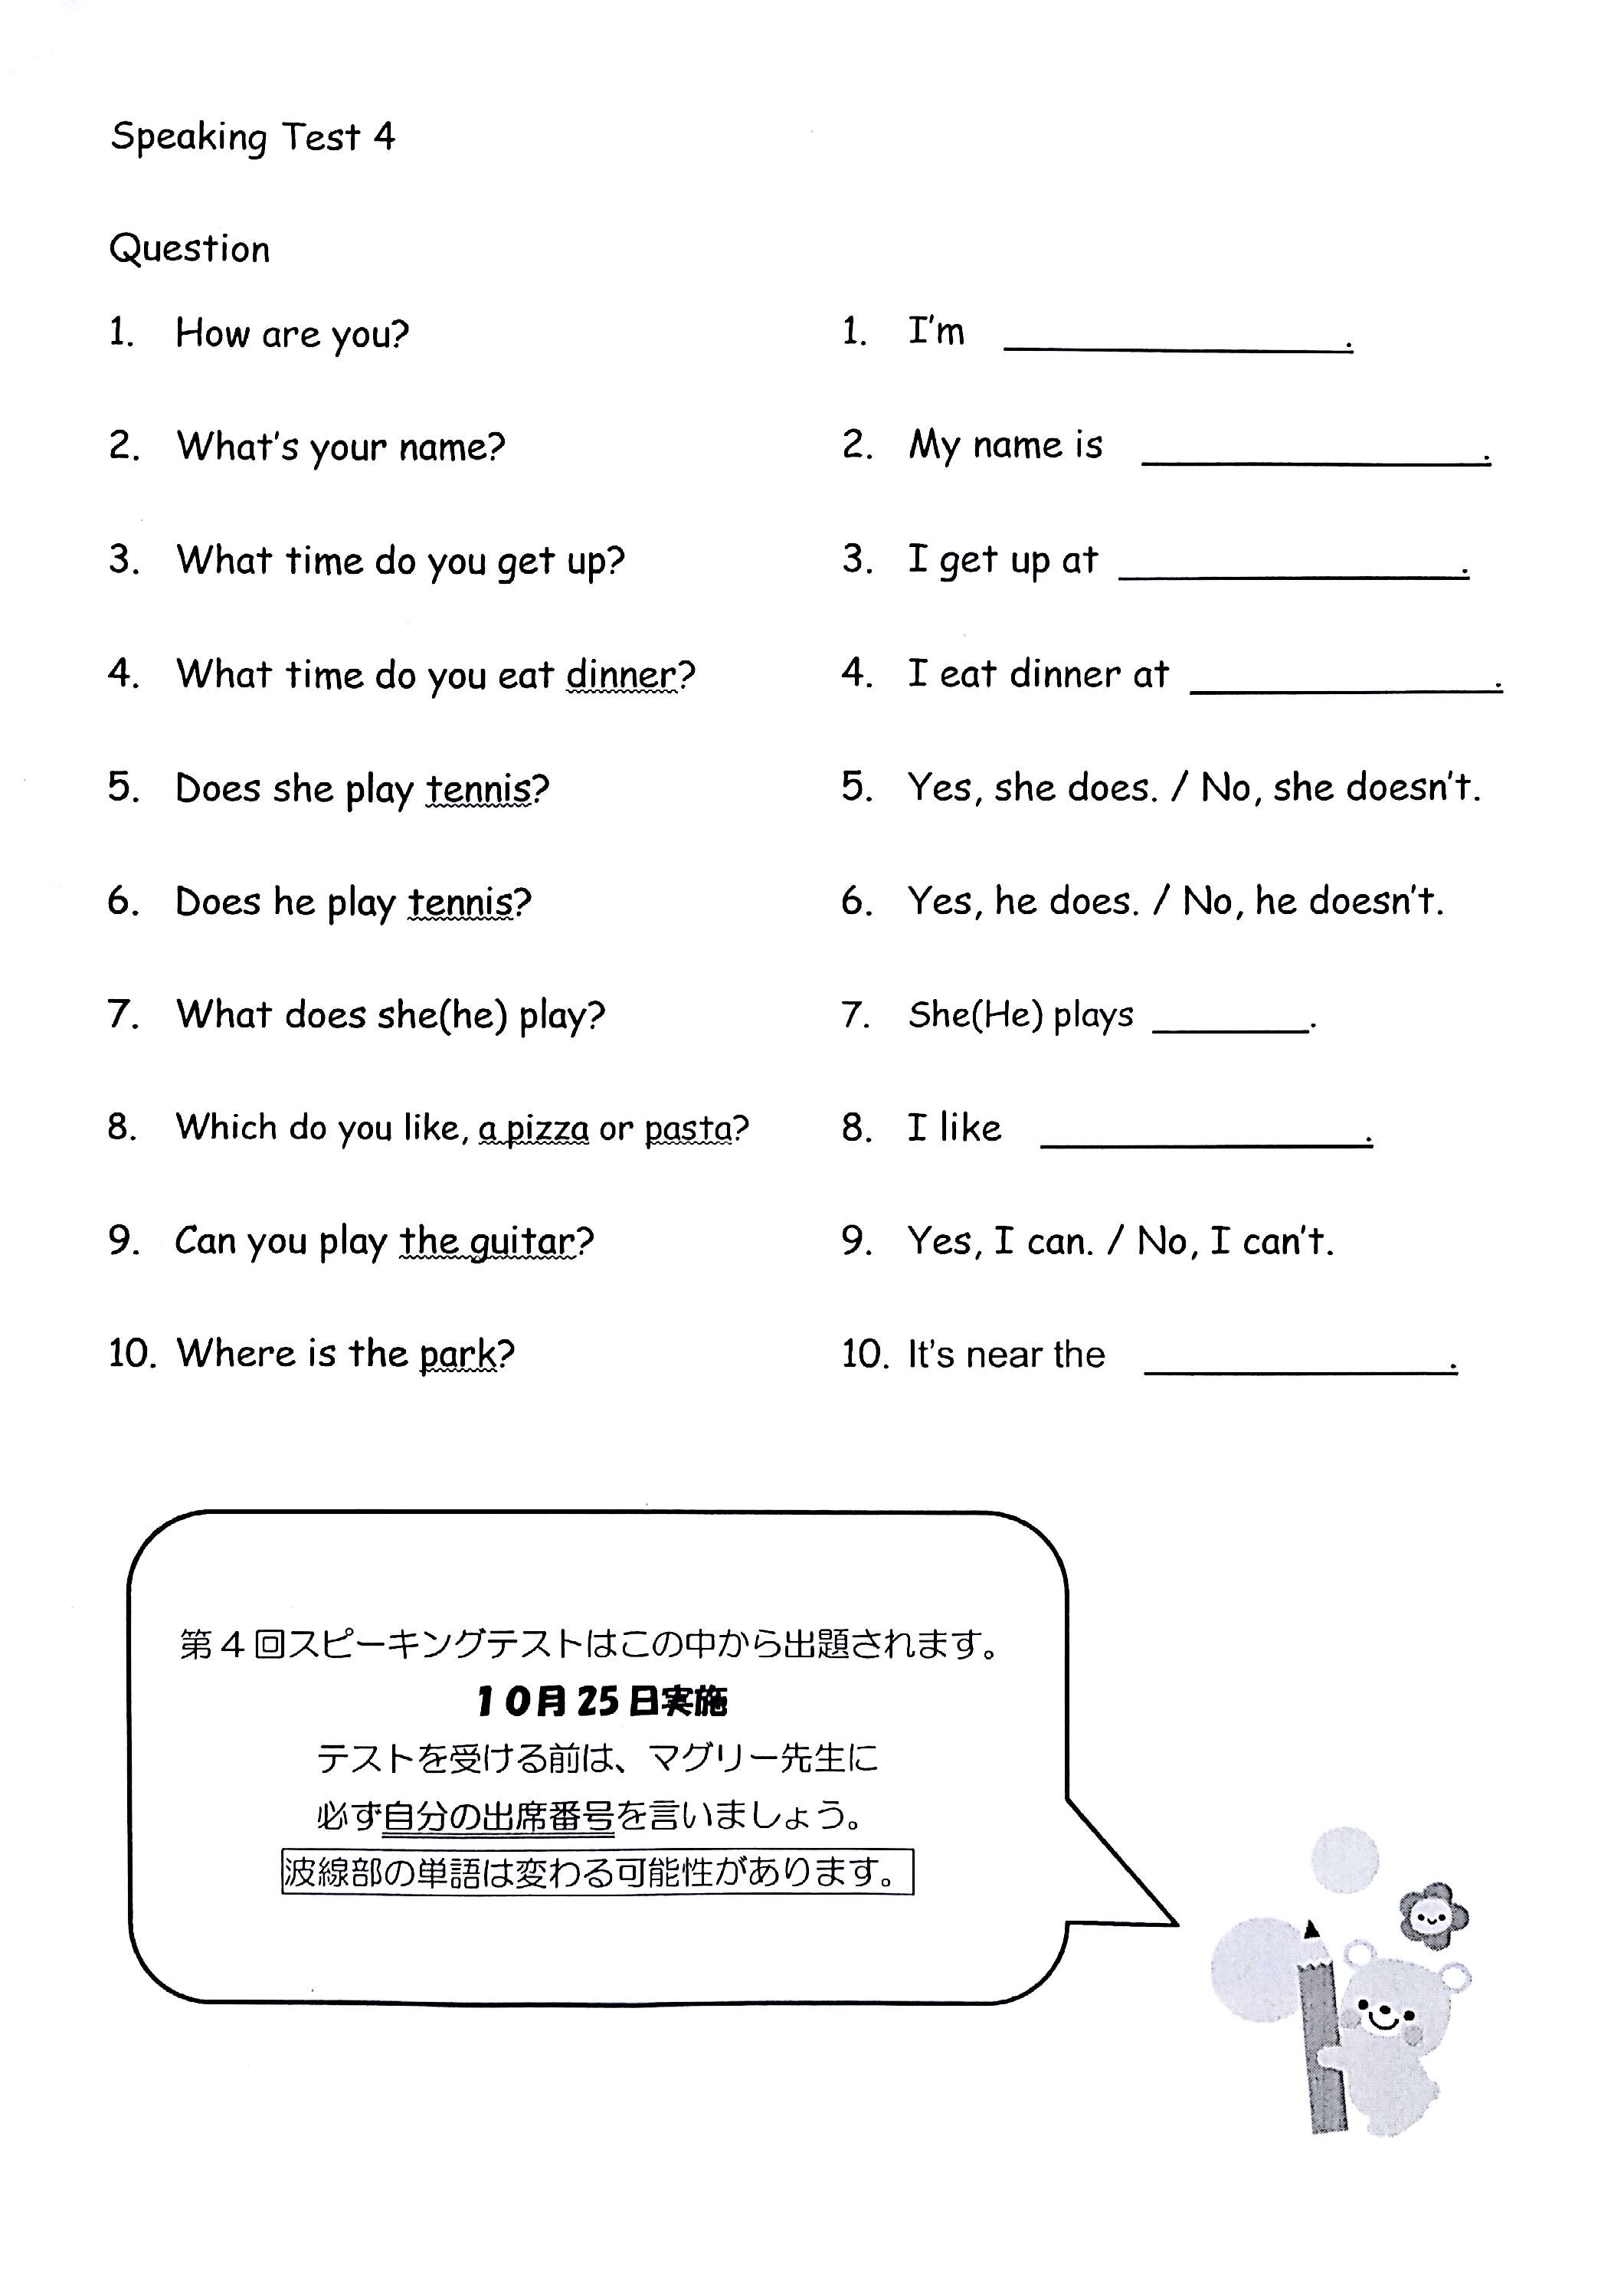 Speaking Test 4
Question
1. How are you?
1. I'm ____________.
2. What's your name?
2. My name is ____________.
3. What time do you get up?
3. I get up at ____________.
4. What time do you eat dinner?
4. I eat dinner at ____________.
5. Does she play tennis?
5. Yes, she does. / No, she doesn't.
6. Does he play tennis?
6. Yes, he does. / No, he doesn't.
7. What does she(he) play?
7. She(He) plays ______.
8. Which do you like, a pizza or pasta?
8. I like ____________.
9. Can you play the guitar?
9. Yes, I can. / No, I can't.
10. Where is the park?
10. It's near the ____________.
第4回スピーキングテストはこの中から出題されます。
10月25日実施
テストを受ける前は、マグリー先生に
必ず自分の出席番号を言いましょう。
波線部の単語は変わる可能性があります。